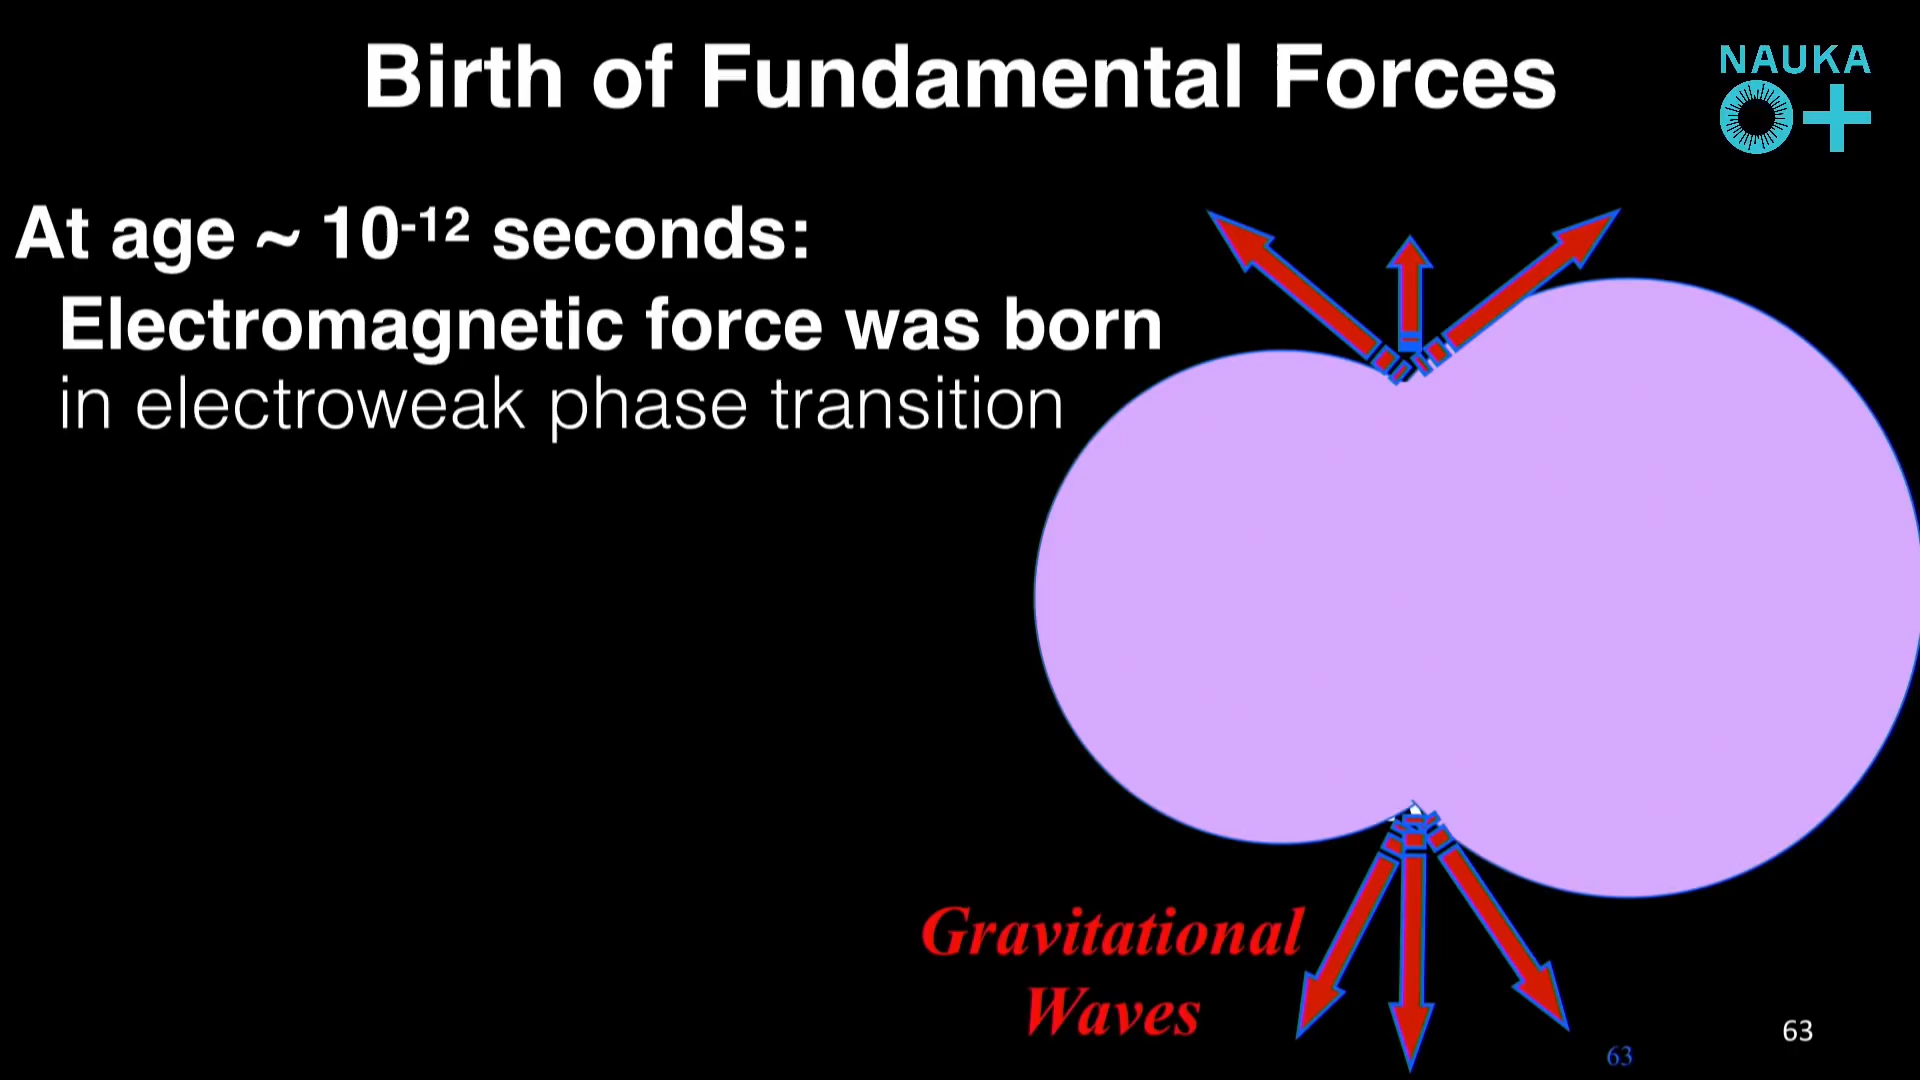 Birth of Fundamental Forces
NAUKA
0+
At age ~ 10⁻¹² seconds:
Electromagnetic force was born
in electroweak phase transition
Gravitational
Waves
63
63